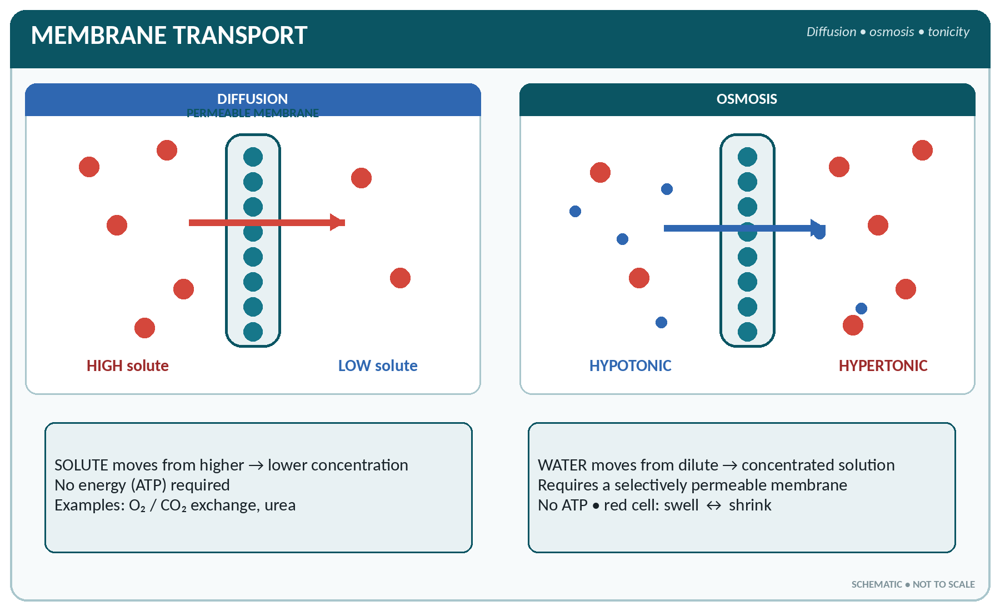 MEMBRANE TRANSPORT
Diffusion • osmosis • tonicity
DIFFUSION
PERMEABLE MEMBRANE
HIGH solute
LOW solute
OSMOSIS
HYPOTONIC
HYPERTONIC
SOLUTE moves from higher → lower concentration
No energy (ATP) required
Examples: O₂ / CO₂ exchange, urea
WATER moves from dilute → concentrated solution
Requires a selectively permeable membrane
No ATP • red cell: swell ↔ shrink
SCHEMATIC • NOT TO SCALE